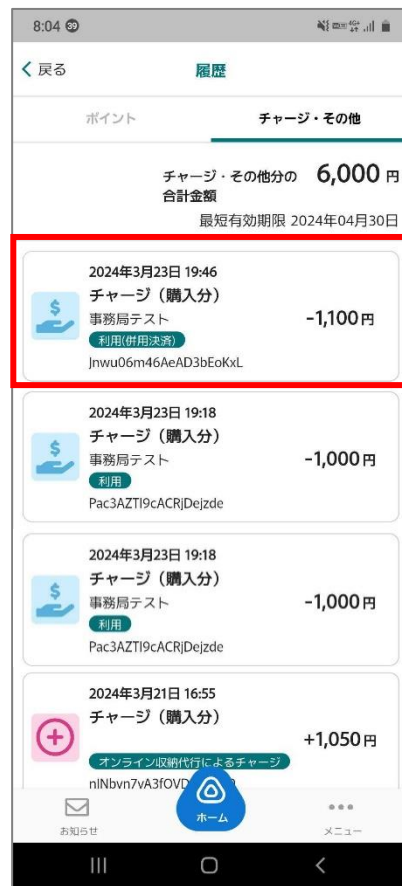 8:04 39
戻る
履歴
ポイント
チャージ・その他
チャージ・その他分の 6,000 円
合計金額
最短有効期限 2024年04月30日
2024年3月23日 19:46
チャージ（購入分）
事務局テスト
-1,100円
利用(併用決済)
Jnwu06m46AeAD3bEoKxL
2024年3月23日 19:18
チャージ（購入分）
事務局テスト
-1,000円
利用
Pac3AZTl9cACRjDejzde
2024年3月23日 19:18
チャージ（購入分）
事務局テスト
-1,000円
利用
Pac3AZTl9cACRjDejzde
2024年3月21日 16:55
チャージ（購入分）
+1,050円
オンライン収納代行によるチャージ
お知らせ
ホーム
メニュー